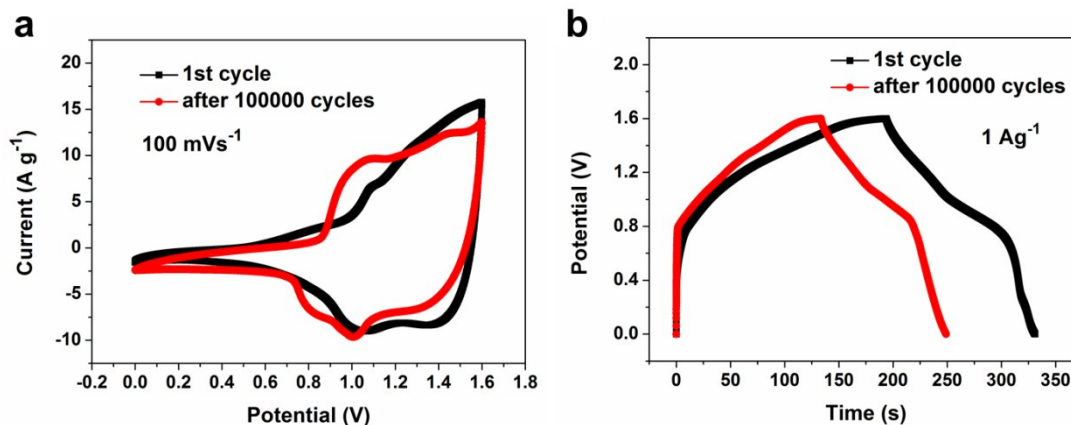 a
20
15
10
5
0
-5
-10
Current (A g⁻¹)
1st cycle
after 100000 cycles
100 mVs⁻¹
-0.2 0.0 0.2 0.4 0.6 0.8 1.0 1.2 1.4 1.6 1.8
Potential (V)
b
2.0
1.6
1.2
0.8
0.4
0.0
Potential (V)
1st cycle
after 100000 cycles
1 Ag⁻¹
0 50 100 150 200 250 300 350
Time (s)